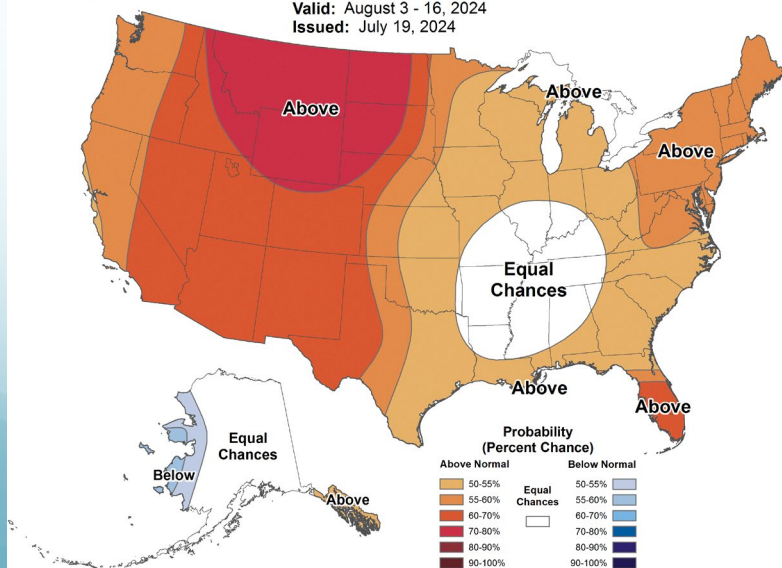 Valid: August 3 - 16, 2024
Issued: July 19, 2024
Above
Above
Above
Equal
Chances
Above
Above
Equal
Chances
Below
Above
Probability
(Percent Chance)
Above Normal
Below Normal
50-55%
55-60%
60-70%
70-80%
80-90%
90-100%
Equal
Chances
50-55%
55-60%
60-70%
70-80%
80-90%
90-100%